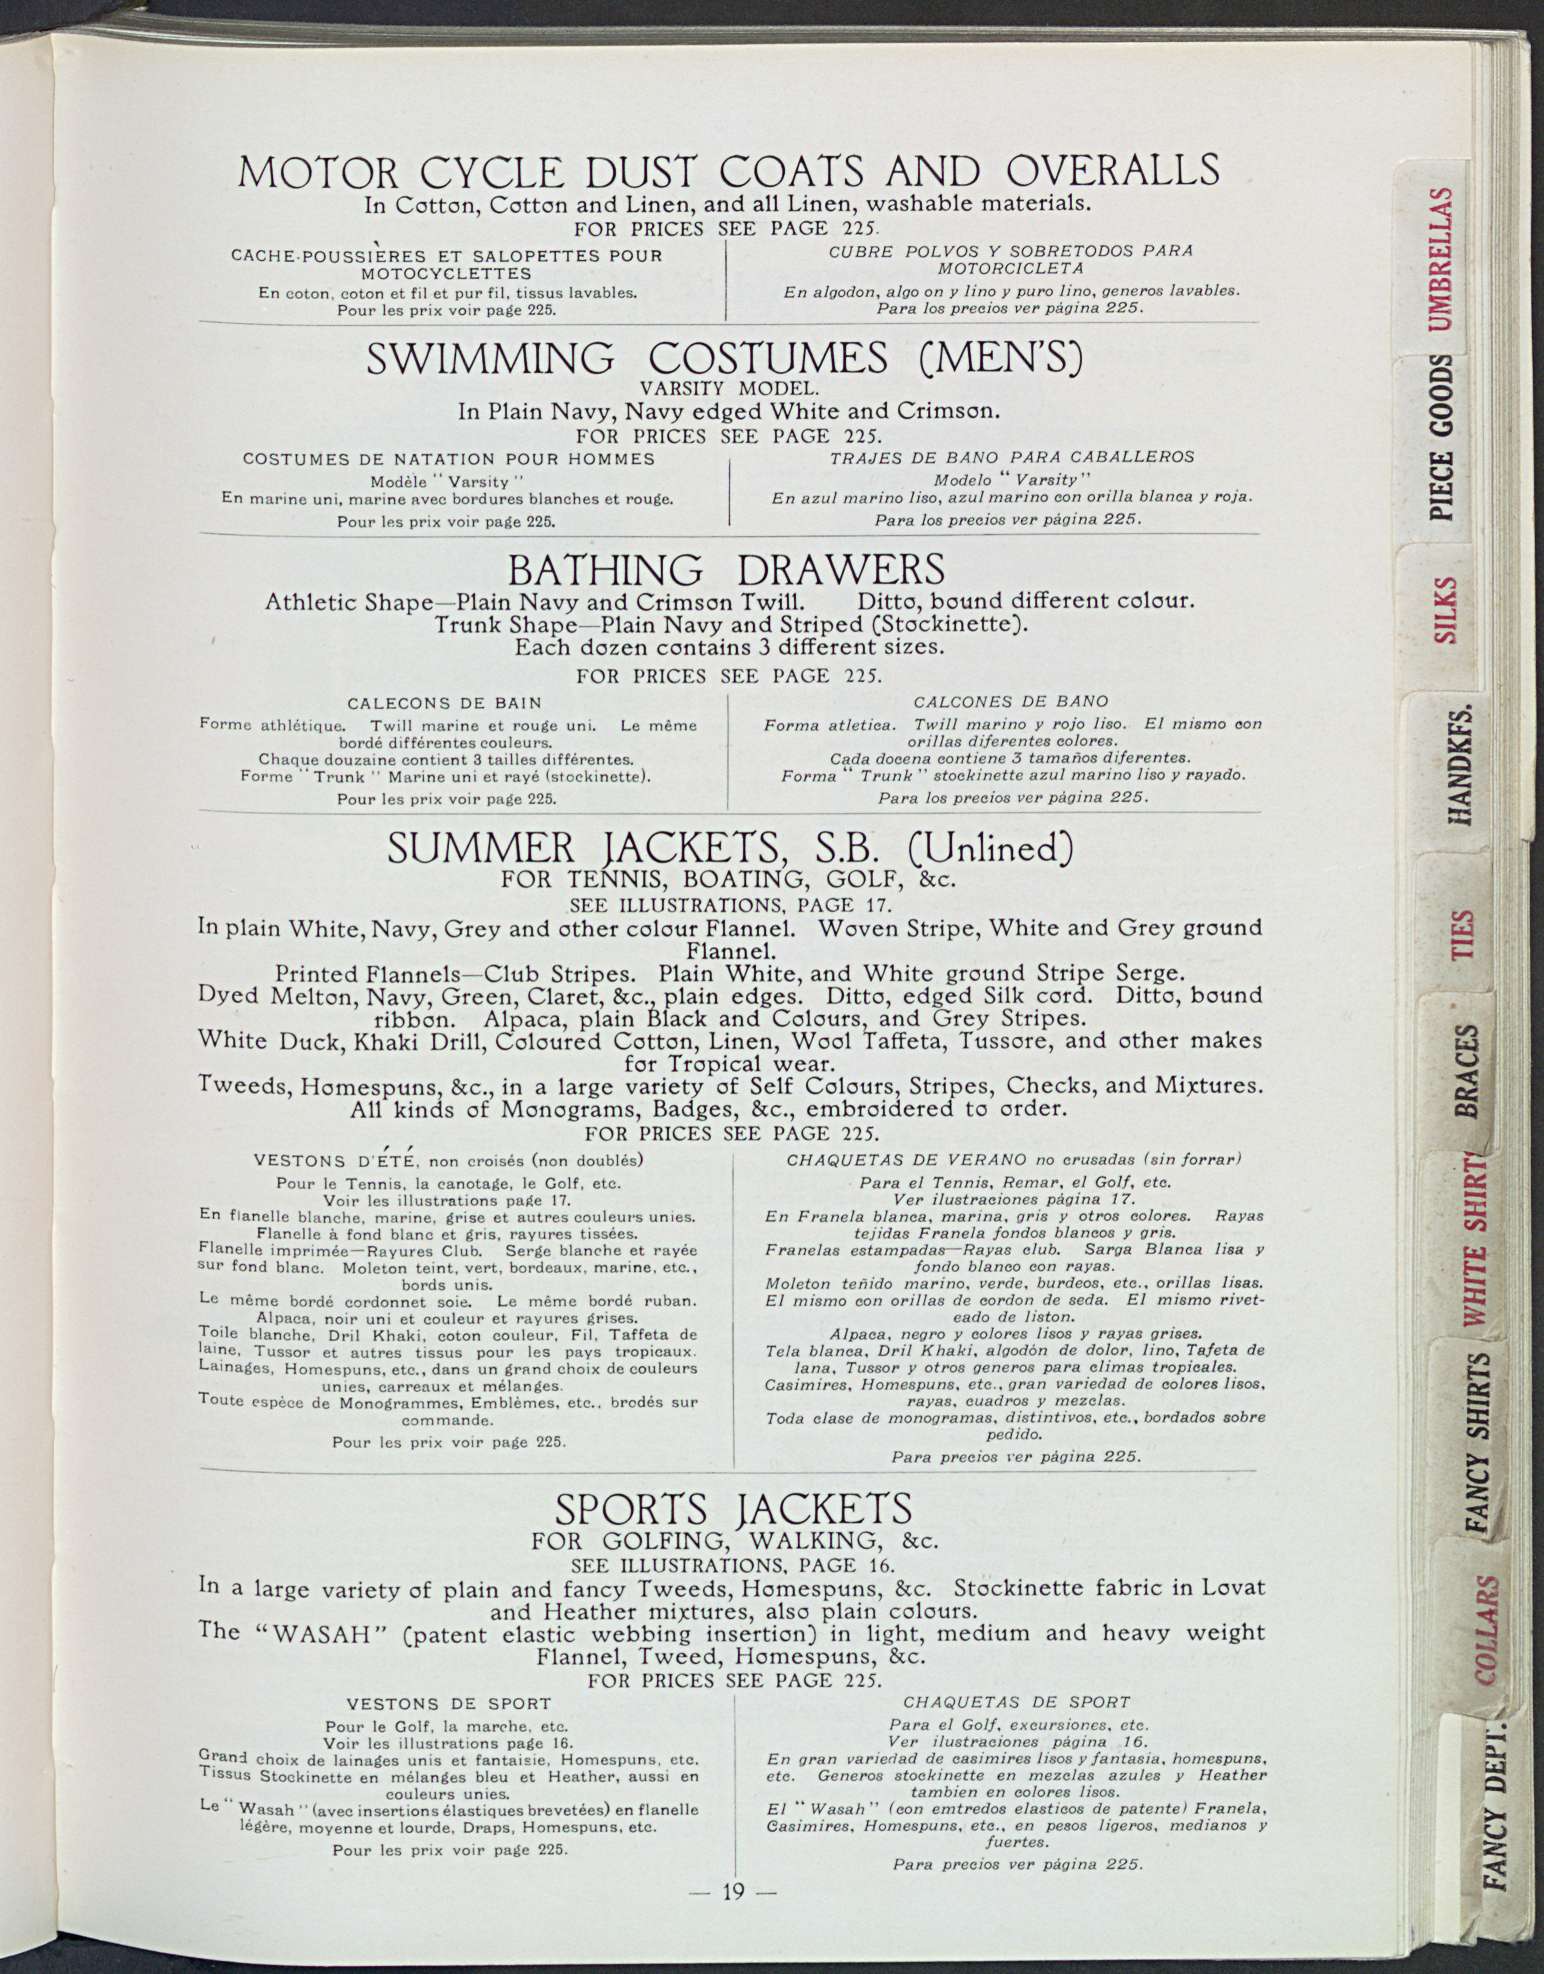 MOTOR CYCLE DUST COATS AND OVERALLS
In Cotton, Cotton and Linen, and all Linen, washable materials.
FOR PRICES SEE PAGE 225.
CACHE-POUSSIÈRES ET SALOPETTES POUR
MOTOCYCLETTES
En coton, coton et fil et pur fil, tissus lavables.
Pour les prix voir page 225.
CUBRE POLVOS Y SOBRETODOS PARA
MOTORCICLETA
En algodon, algo on y lino y puro lino, generos lavables.
Para los precios ver página 225.
SWIMMING COSTUMES (MEN'S)
VARSITY MODEL.
In Plain Navy, Navy edged White and Crimson.
FOR PRICES SEE PAGE 225.
COSTUMES DE NATATION POUR HOMMES
Modèle "Varsity"
En marine uni, marine avec bordures blanches et rouge.
Pour les prix voir page 225.
TRAJES DE BANO PARA CABALLEROS
Modelo "Varsity"
En azul marino liso, azul marino con orilla blanca y roja.
Para los precios ver página 225.
BATHING DRAWERS
Athletic Shape—Plain Navy and Crimson Twill. Ditto, bound different colour.
Trunk Shape—Plain Navy and Striped (Stockinette).
Each dozen contains 3 different sizes.
FOR PRICES SEE PAGE 225.
CALECONS DE BAIN
Forme athlétique. Twill marine et rouge uni. Le même
bordé différentes couleurs.
Chaque douzaine contient 3 tailles différentes.
Forme "Trunk" Marine uni et rayé (stockinette).
Pour les prix voir page 225.
CALCONES DE BANO
Forma atletica. Twill marino y rojo liso. El mismo con
orillas diferentes colores.
Cada docena contiene 3 tamaños diferentes.
Forma "Trunk" stockinette azul marino liso y rayado.
Para los precios ver página 225.
SUMMER JACKETS, S.B. (Unlined)
FOR TENNIS, BOATING, GOLF, &c.
SEE ILLUSTRATIONS, PAGE 17.
In plain White, Navy, Grey and other colour Flannel. Woven Stripe, White and Grey ground
Flannel.
Printed Flannels—Club Stripes. Plain White, and White ground Stripe Serge.
Dyed Melton, Navy, Green, Claret, &c., plain edges. Ditto, edged Silk cord. Ditto, bound
ribbon. Alpaca, plain Black and Colours, and Grey Stripes.
White Duck, Khaki Drill, Coloured Cotton, Linen, Wool Taffeta, Tussore, and other makes
for Tropical wear.
Tweeds, Homespuns, &c., in a large variety of Self Colours, Stripes, Checks, and Mixtures.
All kinds of Monograms, Badges, &c., embroidered to order.
FOR PRICES SEE PAGE 225.
VESTONS D'ÉTÉ, non croisés (non doublés)
Pour le Tennis, la canotage, le Golf, etc.
Voir les illustrations page 17.
En flanelle blanche, marine, grise et autres couleurs unies.
Flanelle à fond blanc et gris, rayures tissées.
Flanelle imprimée—Rayures Club. Serge blanche et rayée
sur fond blanc. Moleton teint, vert, bordeaux, marine, etc.,
bords unis.
Le même bordé cordonnet soie. Le même bordé ruban.
Alpaca, noir uni et couleur et rayures grises.
Toile blanche, Dril Khaki, coton couleur, Fil, Taffeta de
laine, Tussor et autres tissus pour les pays tropicaux.
Lainages, Homespuns, etc., dans un grand choix de couleurs
unies, carreaux et mélanges.
Toute espèce de Monogrammes, Emblèmes, etc., brodés sur
commande.
Pour les prix voir page 225.
CHAQUETAS DE VERANO no crusadas (sin forrar)
Para el Tennis, Remar, el Golf, etc.
Ver ilustraciones página 17.
En Franela blanca, marina, gris y otros colores. Rayas
tejidas Franela fondos blancos y gris.
Franelas estampadas—Rayas club. Sarga Blanca lisa y
fondo blanco con rayas.
Moleton teñido marino, verde, burdeos, etc., orillas lisas.
El mismo con orillas de cordon de seda. El mismo rivet-
eado de liston.
Alpaca, negro y colores lisos y rayas grises.
Tela blanca, Dril Khaki, algodón de dolor, lino, Tafeta de
lana, Tussor y otros generos para climas tropicales.
Casimires, Homespuns, etc., gran variedad de colores lisos,
rayas, cuadros y mezclas.
Toda clase de monogramas, distintivos, etc., bordados sobre
pedido.
Para precios ver página 225.
SPORTS JACKETS
FOR GOLFING, WALKING, &c.
SEE ILLUSTRATIONS, PAGE 16.
In a large variety of plain and fancy Tweeds, Homespuns, &c. Stockinette fabric in Lovat
and Heather mixtures, also plain colours.
The "WASAH" (patent elastic webbing insertion) in light, medium and heavy weight
Flannel, Tweed, Homespuns, &c.
FOR PRICES SEE PAGE 225.
VESTONS DE SPORT
Pour le Golf, la marche, etc.
Voir les illustrations page 16.
Grand choix de lainages unis et fantaisie, Homespuns, etc.
Tissus Stockinette en mélanges bleu et Heather, aussi en
couleurs unies.
Le "Wasah" (avec insertions élastiques brevetées) en flanelle
légère, moyenne et lourde, Draps, Homespuns, etc.
Pour les prix voir page 225.
CHAQUETAS DE SPORT
Para el Golf, excursiones, etc.
Ver ilustraciones página 16.
En gran variedad de casimires lisos y fantasia, homespuns,
etc. Generos stockinette en mezclas azules y Heather
tambien en colores lisos.
El "Wasah" (con emtredos elasticos de patente) Franela,
Casimires, Homespuns, etc., en pesos ligeros, medianos y
fuertes.
Para precios ver página 225.
— 19 —
UMBRELLAS
PIECE GOODS
SILKS
HANDKFS.
TIES
BRACES
WHITE SHIRT
FANCY SHIRTS
COLLARS
FANCY DEPT.